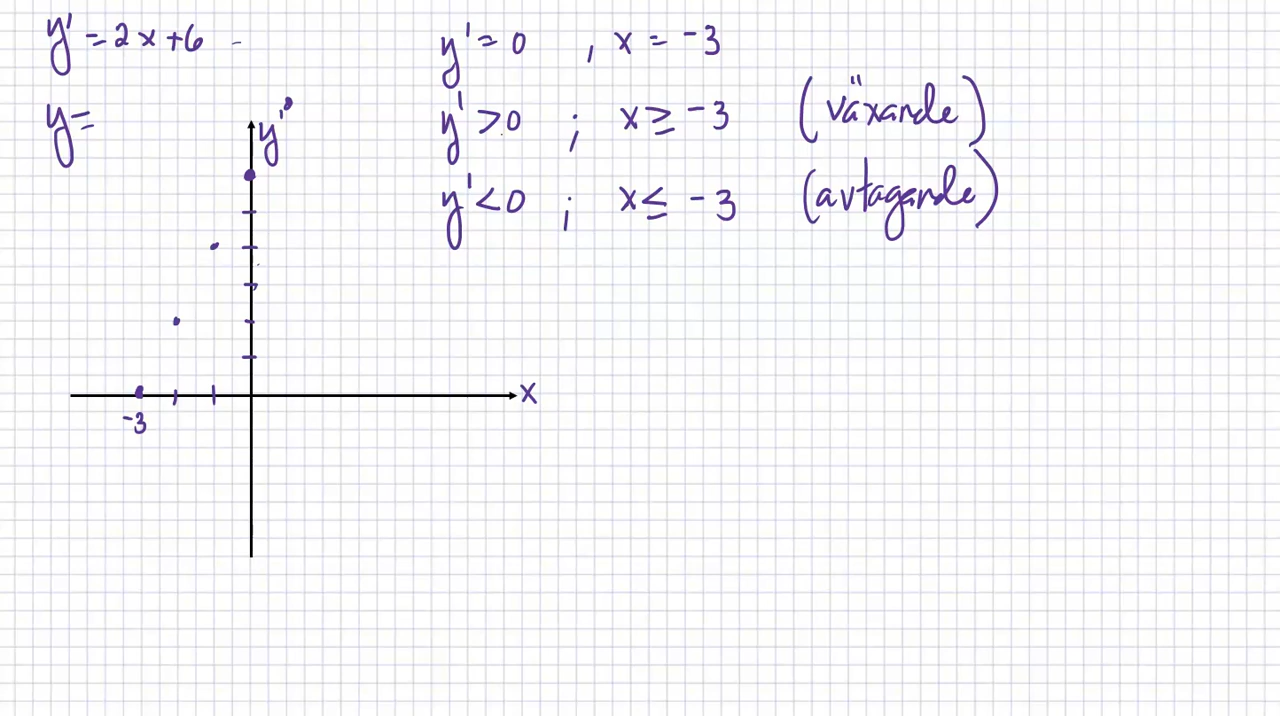 y' = 2x+6
y' = 0 , x = -3
y' > 0 ; x ≥ -3 (växande)
y' < 0 ; x ≤ -3 (avtagande)
y =
y'
x
-3